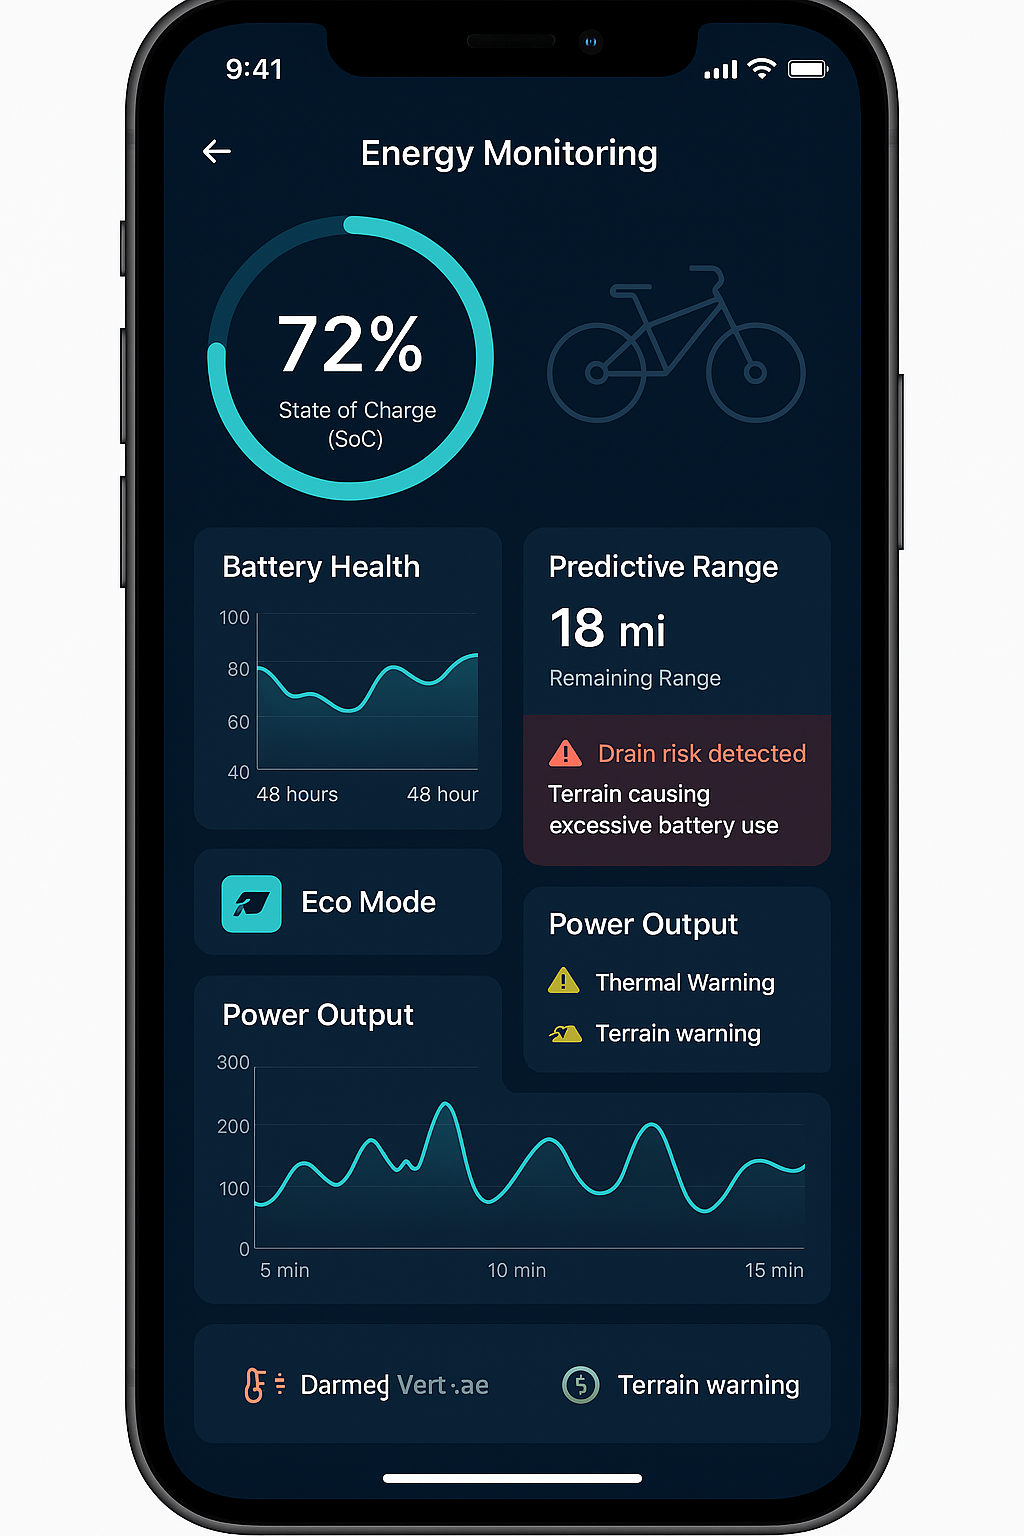 9:41
Energy Monitoring
72%
State of Charge
(SoC)
Battery Health
100
80
60
40
48 hours 48 hour
Predictive Range
18 mi
Remaining Range
Drain risk detected
Terrain causing
excessive battery use
Eco Mode
Power Output
Thermal Warning
Terrain warning
Power Output
300
200
100
0
5 min 10 min 15 min
Darmed Vert·.ae
$ Terrain warning